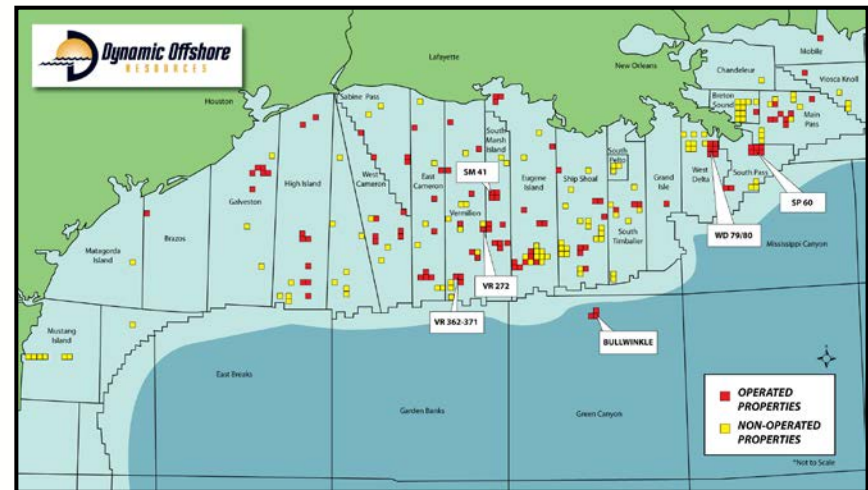 Dynamic Offshore
RESOURCES
Lafayette
New Orleans
Mobile
Chandeleur
Viosca Knoll
Houston
Sabine Pass
Breton
Sound
Main
Pass
South
Marsh
Island
South
Pelto
SM 41
West
Cameron
East
Cameron
Eugene
Island
Ship Shoal
Grand
Isle
West
Delta
South Pass
High Island
Galveston
Vermillion
SP 60
South
Timbalier
WD 79/80
Brazos
Matagorda
Island
Mississippi Canyon
VR 272
VR 362-371
Mustang
Island
BULLWINKLE
East Breaks
Garden Banks
Green Canyon
OPERATED
PROPERTIES
NON-OPERATED
PROPERTIES
*Not to Scale